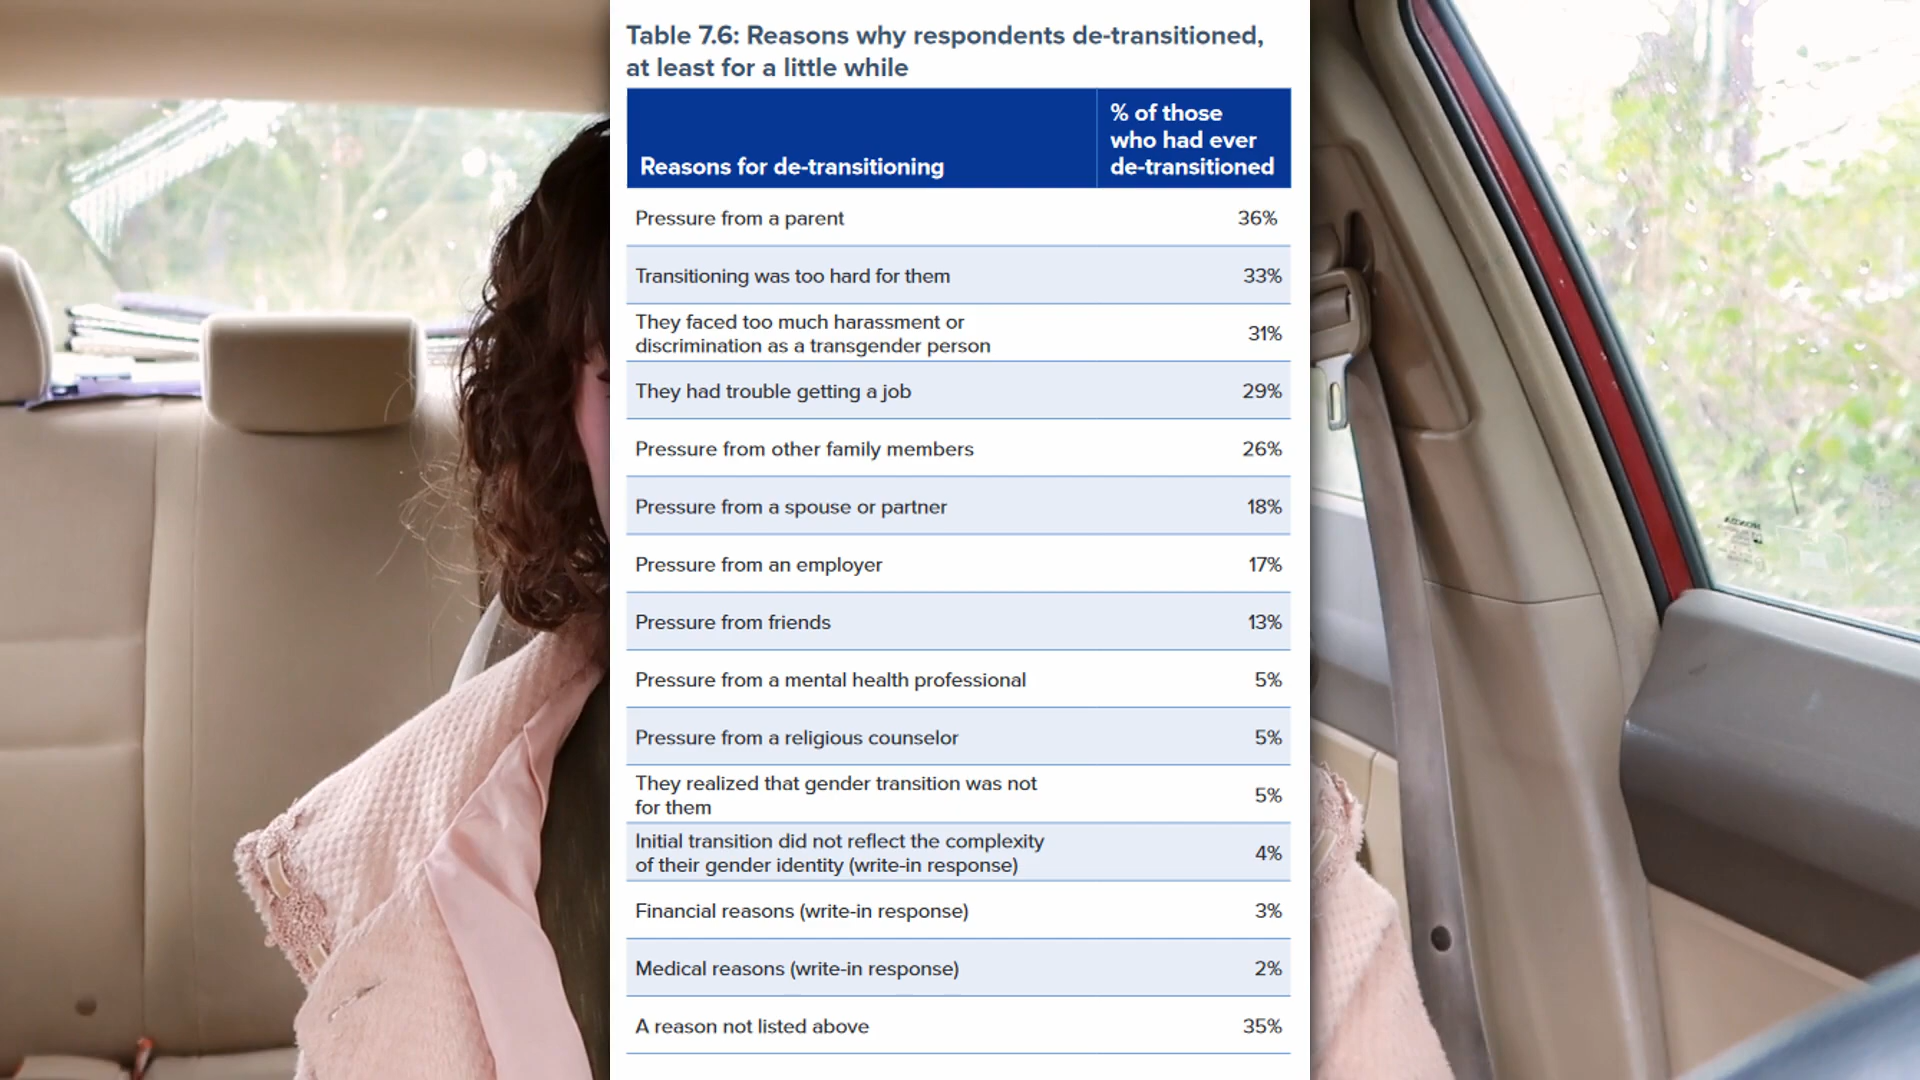 Table 7.6: Reasons why respondents de-transitioned,
at least for a little while
Reasons for de-transitioning
% of those
who had ever
de-transitioned
Pressure from a parent 36%
Transitioning was too hard for them 33%
They faced too much harassment or
discrimination as a transgender person 31%
They had trouble getting a job 29%
Pressure from other family members 26%
Pressure from a spouse or partner 18%
Pressure from an employer 17%
Pressure from friends 13%
Pressure from a mental health professional 5%
Pressure from a religious counselor 5%
They realized that gender transition was not
for them 5%
Initial transition did not reflect the complexity
of their gender identity (write-in response) 4%
Financial reasons (write-in response) 3%
Medical reasons (write-in response) 2%
A reason not listed above 35%